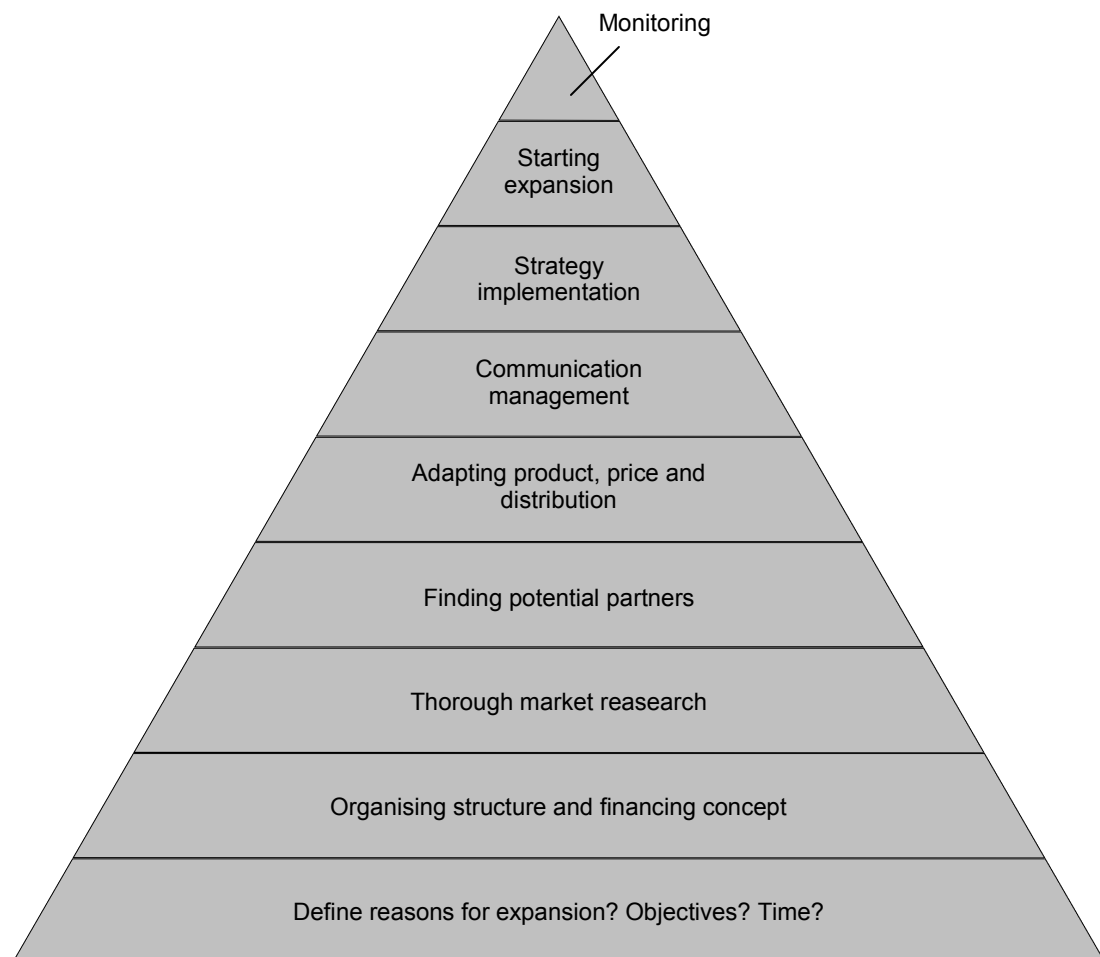 Monitoring
Starting
expansion
Strategy
implementation
Communication
management
Adapting product, price and
distribution
Finding potential partners
Thorough market reasearch
Organising structure and financing concept
Define reasons for expansion? Objectives? Time?